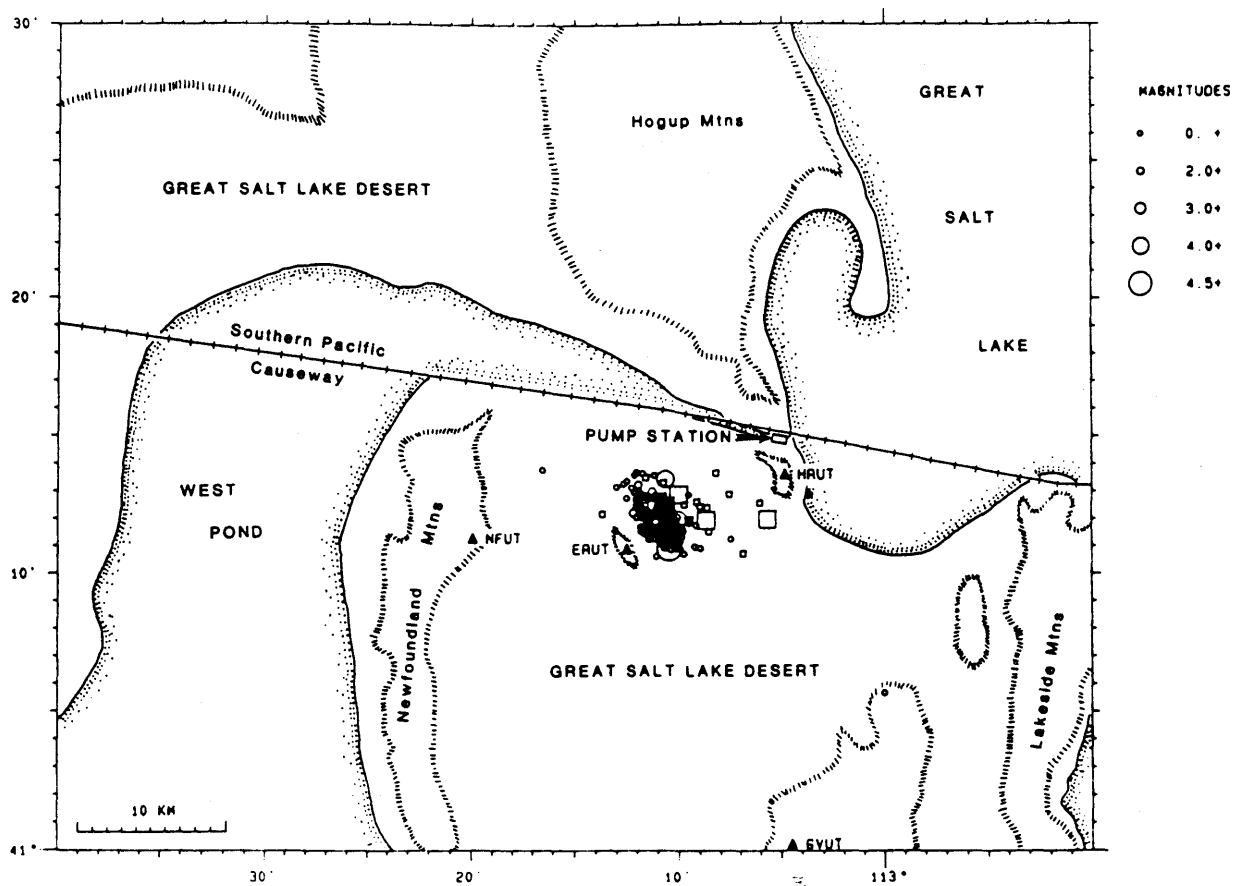 30'
GREAT
MAGNITUDES
Hogup Mtns
0. +
2.0+
GREAT SALT LAKE DESERT
3.0+
SALT
4.0+
4.5+
20'
Southern Pacific
Causeway
LAKE
PUMP STATION
HRUT
WEST
POND
Mtns
NFUT
ERUT
10'
Newfoundland
GREAT SALT LAKE DESERT
Lakeside Mtns
10 KM
41°
GVUT
30'
20'
10'
113°